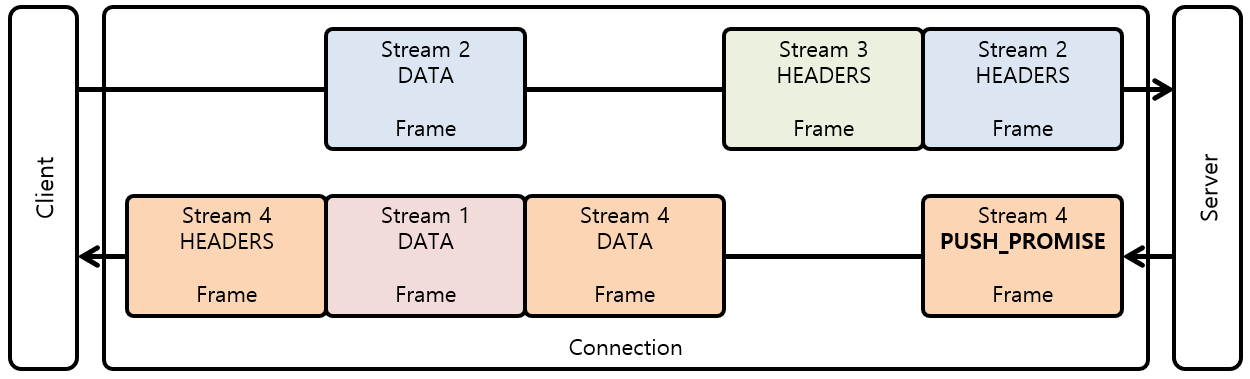 Client
Stream 2
DATA
Frame
Stream 3
HEADERS
Frame
Stream 2
HEADERS
Frame
Stream 4
HEADERS
Frame
Stream 1
DATA
Frame
Stream 4
DATA
Frame
Stream 4
PUSH_PROMISE
Frame
Connection
Server